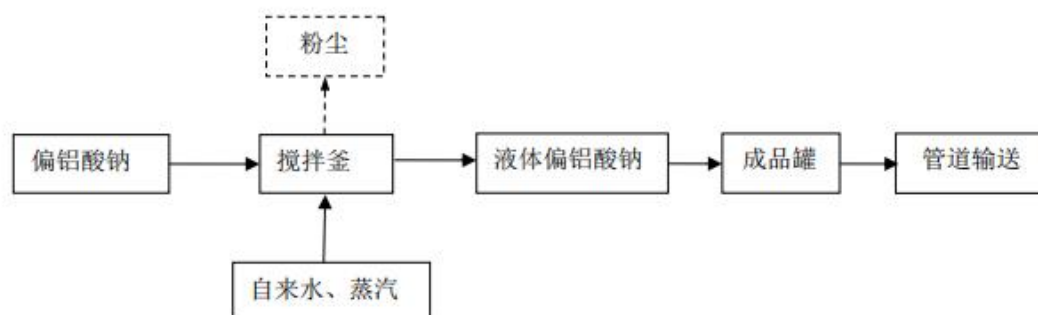 粉尘
偏铝酸钠
搅拌釜
液体偏铝酸钠
成品罐
管道输送
自来水、蒸汽